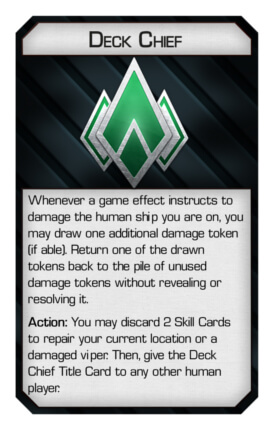 Deck Chief
Whenever a game effect instructs to
damage the human ship you are on, you
may draw one additional damage token
(if able). Return one of the drawn
tokens back to the pile of unused
damage tokens without revealing or
resolving it.
Action: You may discard 2 Skill Cards
to repair your current location or a
damaged viper. Then, give the Deck
Chief Title Card to any other human
player.